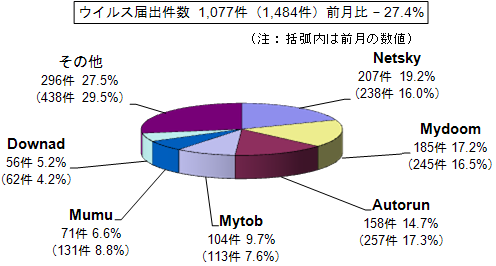 ウイルス届出件数 1,077件（1,484件）前月比 －27.4%
（注：括弧内は前月の数値）
その他
296件 27.5%
（438件 29.5%）
Netsky
207件 19.2%
（238件 16.0%）
Mydoom
185件 17.2%
（245件 16.5%）
Autorun
158件 14.7%
（257件 17.3%）
Mytob
104件 9.7%
（113件 7.6%）
Mumu
71件 6.6%
（131件 8.8%）
Downad
56件 5.2%
（62件 4.2%）